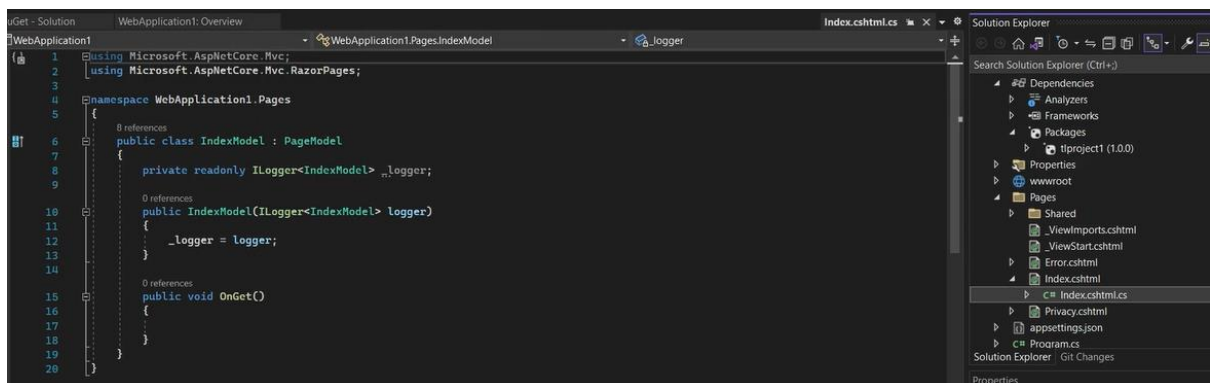 uGet - Solution
WebApplication1: Overview
Index.cshtml.cs
WebApplication1
WebApplication1.Pages.IndexModel
_logger
1 using Microsoft.AspNetCore.Mvc;
2 using Microsoft.AspNetCore.Mvc.RazorPages;
3
4 namespace WebApplication1.Pages
5 {
8 references
6 public class IndexModel : PageModel
7 {
8 private readonly ILogger<IndexModel> _logger;
9
0 references
10 public IndexModel(ILogger<IndexModel> logger)
11 {
12 _logger = logger;
13 }
14
0 references
15 public void OnGet()
16 {
17
18 }
19 }
20 }
Solution Explorer
Search Solution Explorer (Ctrl+;)
Dependencies
Analyzers
Frameworks
Packages
tlproject1 (1.0.0)
Properties
wwwroot
Pages
Shared
_ViewImports.cshtml
_ViewStart.cshtml
Error.cshtml
Index.cshtml
C# Index.cshtml.cs
Privacy.cshtml
appsettings.json
C# Program.cs
Solution Explorer Git Changes
Properties